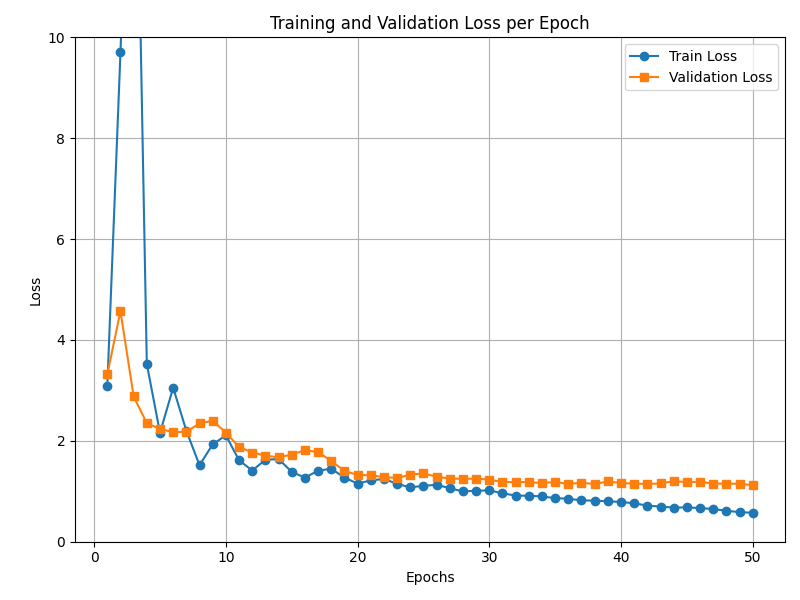 Training and Validation Loss per Epoch
Train Loss
Validation Loss
10
8
6
4
2
0
Loss
0 10 20 30 40 50
Epochs